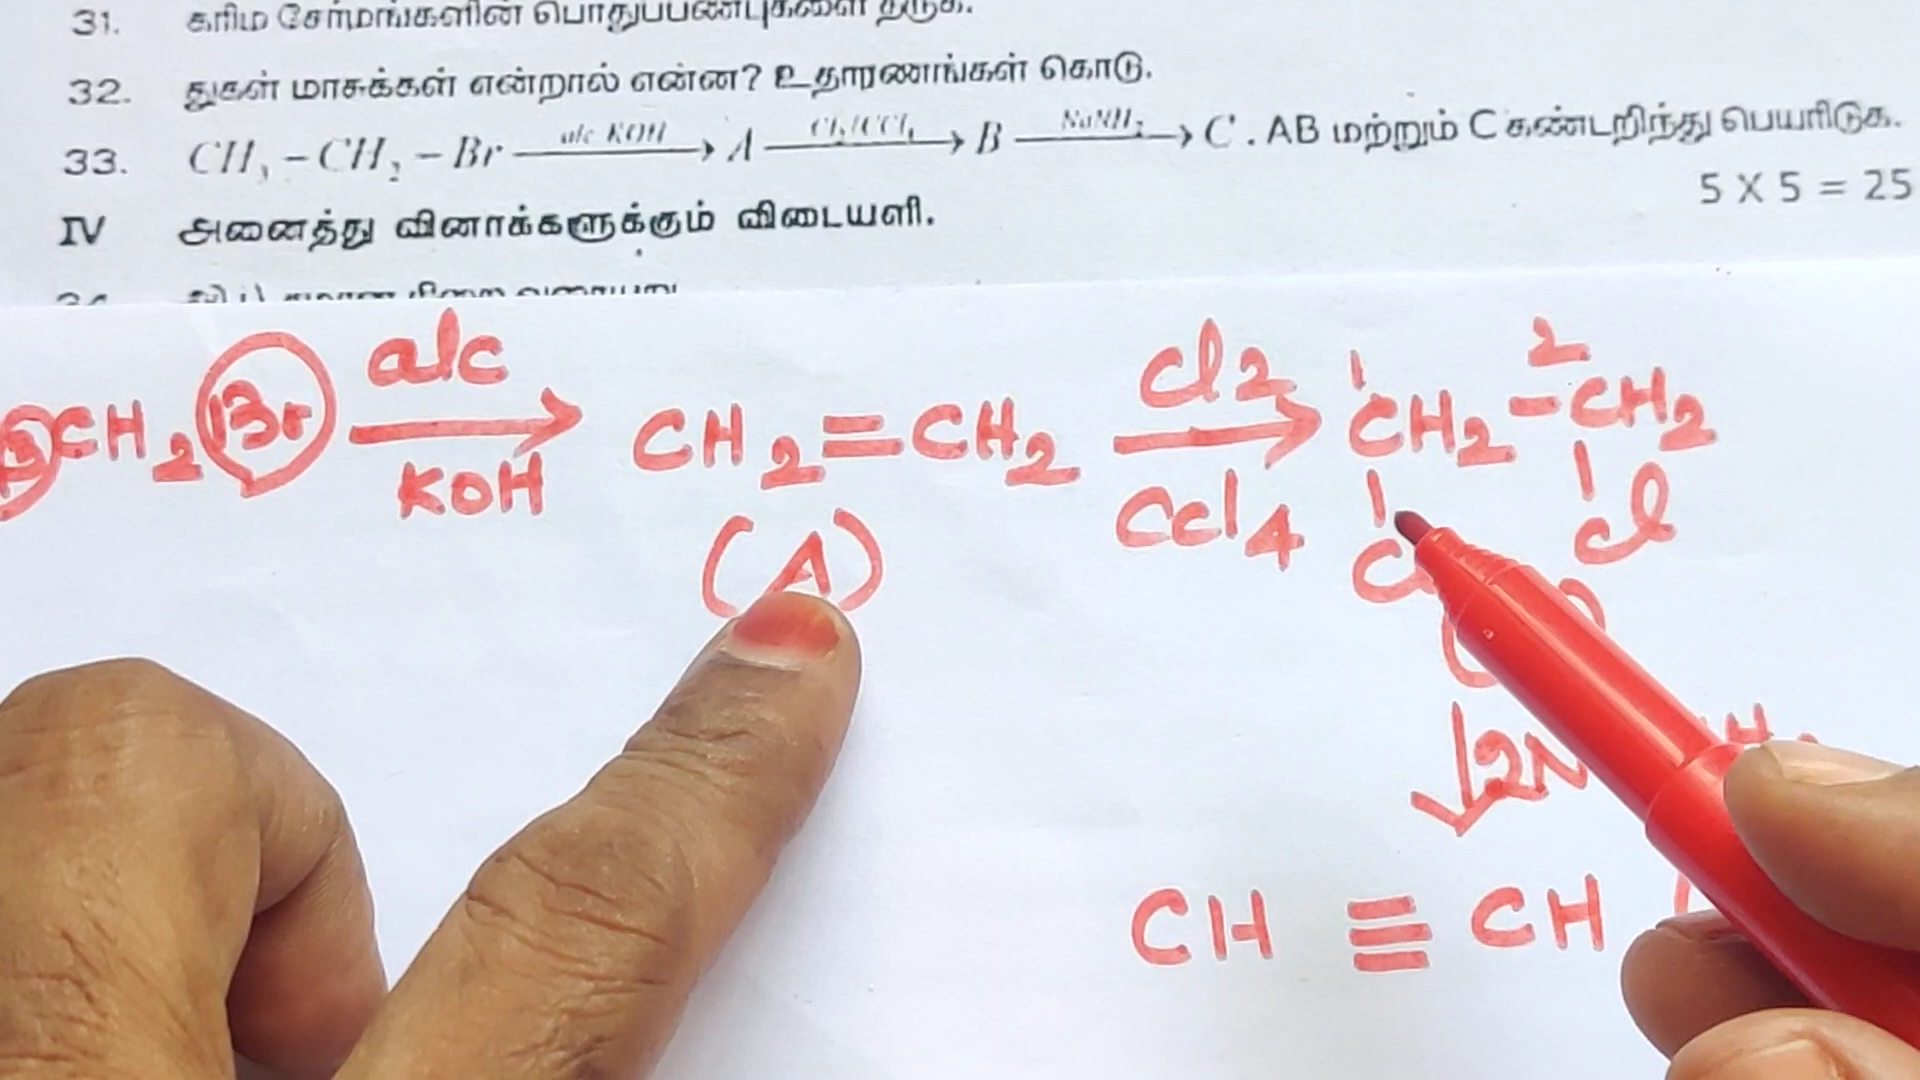 31. கரிம சேர்மங்களின் பொதுப்பண்புகளை தருக.
32. துகள் மாசுக்கள் என்றால் என்ன? உதாரணங்கள் கொடு.
33. CH₃ – CH₂ – Br alc KOH → A Cl₂/CCl₄ → B NaNH₂ → C . AB மற்றும் C கண்டறிந்து பெயரிடுக.
5 X 5 = 25
IV அனைத்து வினாக்களுக்கும் விடையளி.
CH₂ Br alc KOH → CH₂=CH₂ Cl2 Ccl4 → CH₂–CH₂
1 2
(A) Cl
CH ≡ CH